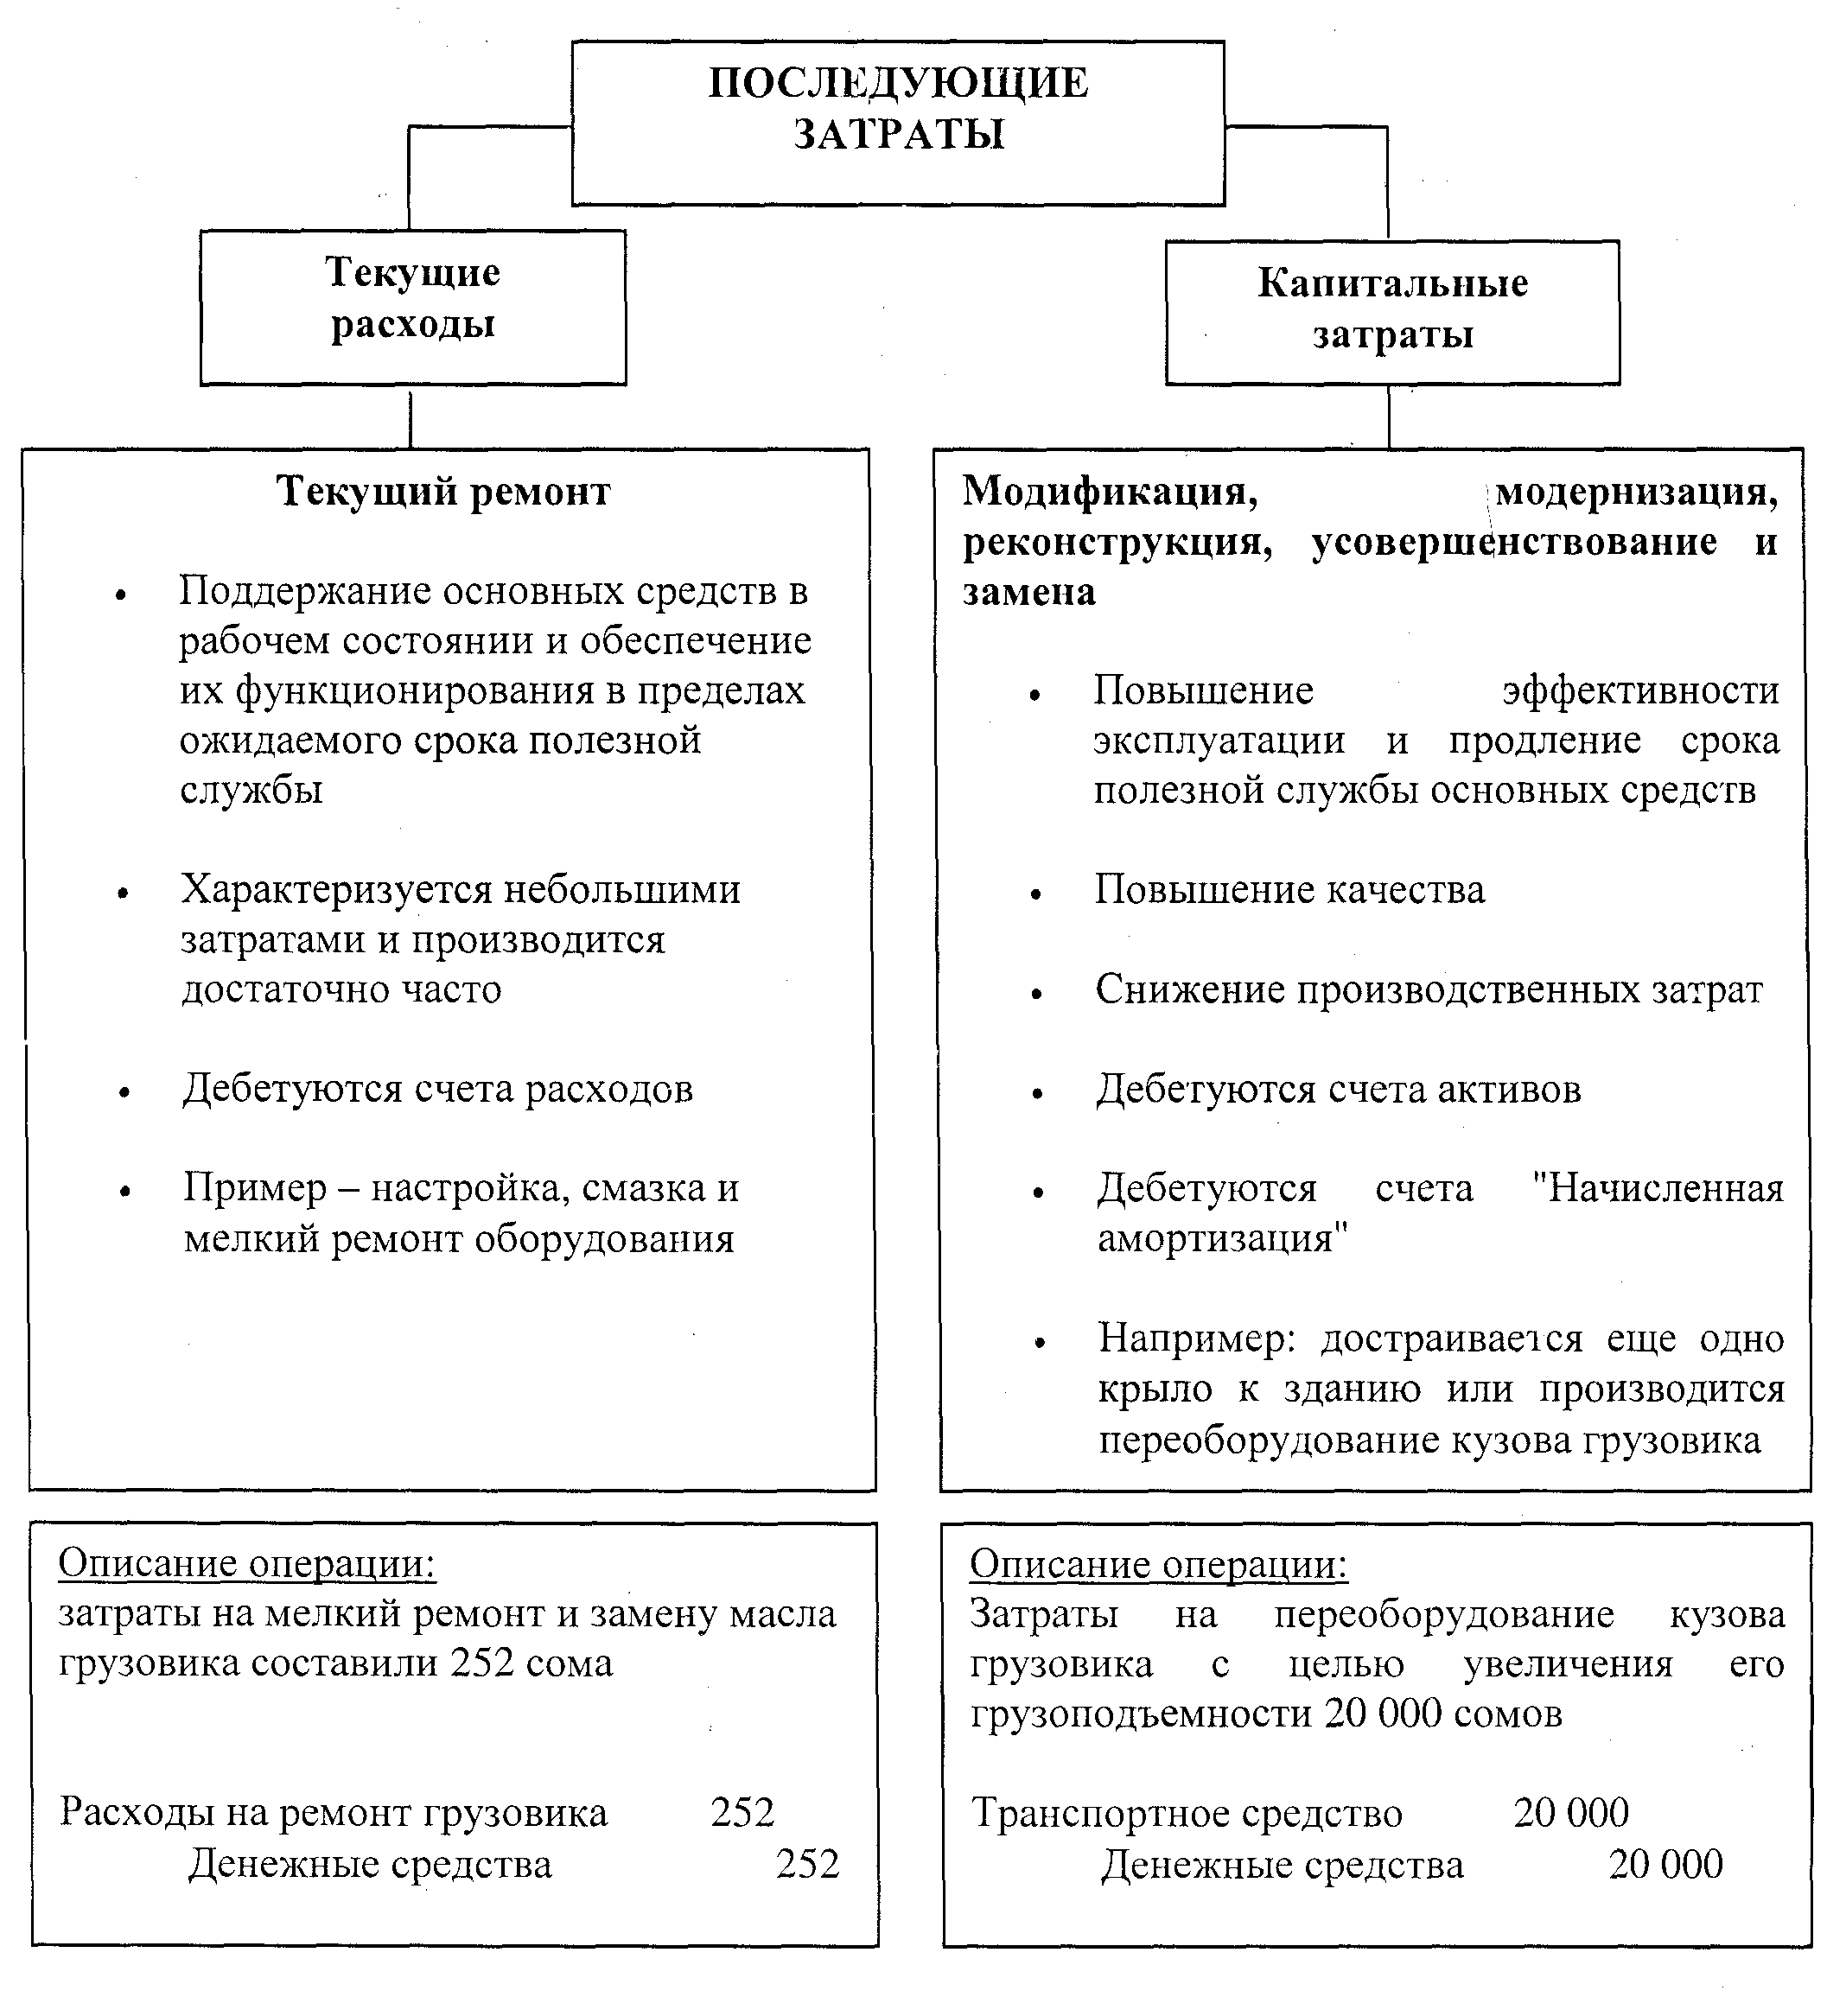 ПОСЛЕДУЮЩИЕ
ЗАТРАТЫ
Текущие
расходы
Капитальные
затраты
Текущий ремонт
• Поддержание основных средств в
рабочем состоянии и обеспечение
их функционирования в пределах
ожидаемого срока полезной
службы
• Характеризуется небольшими
затратами и производится
достаточно часто
• Дебетуются счета расходов
• Пример – настройка, смазка и
мелкий ремонт оборудования
Модификация, модернизация,
реконструкция, усовершенствование и
замена
• Повышение эффективности
эксплуатации и продление срока
полезной службы основных средств
• Повышение качества
• Снижение производственных затрат
• Дебетуются счета активов
• Дебетуются счета "Начисленная
амортизация"
• Например: достраивается еще одно
крыло к зданию или производится
переоборудование кузова грузовика
Описание операции:
затраты на мелкий ремонт и замену масла
грузовика составили 252 сома
Расходы на ремонт грузовика 252
Денежные средства 252
Описание операции:
Затраты на переоборудование кузова
грузовика с целью увеличения его
грузоподъемности 20 000 сомов
Транспортное средство 20 000
Денежные средства 20 000